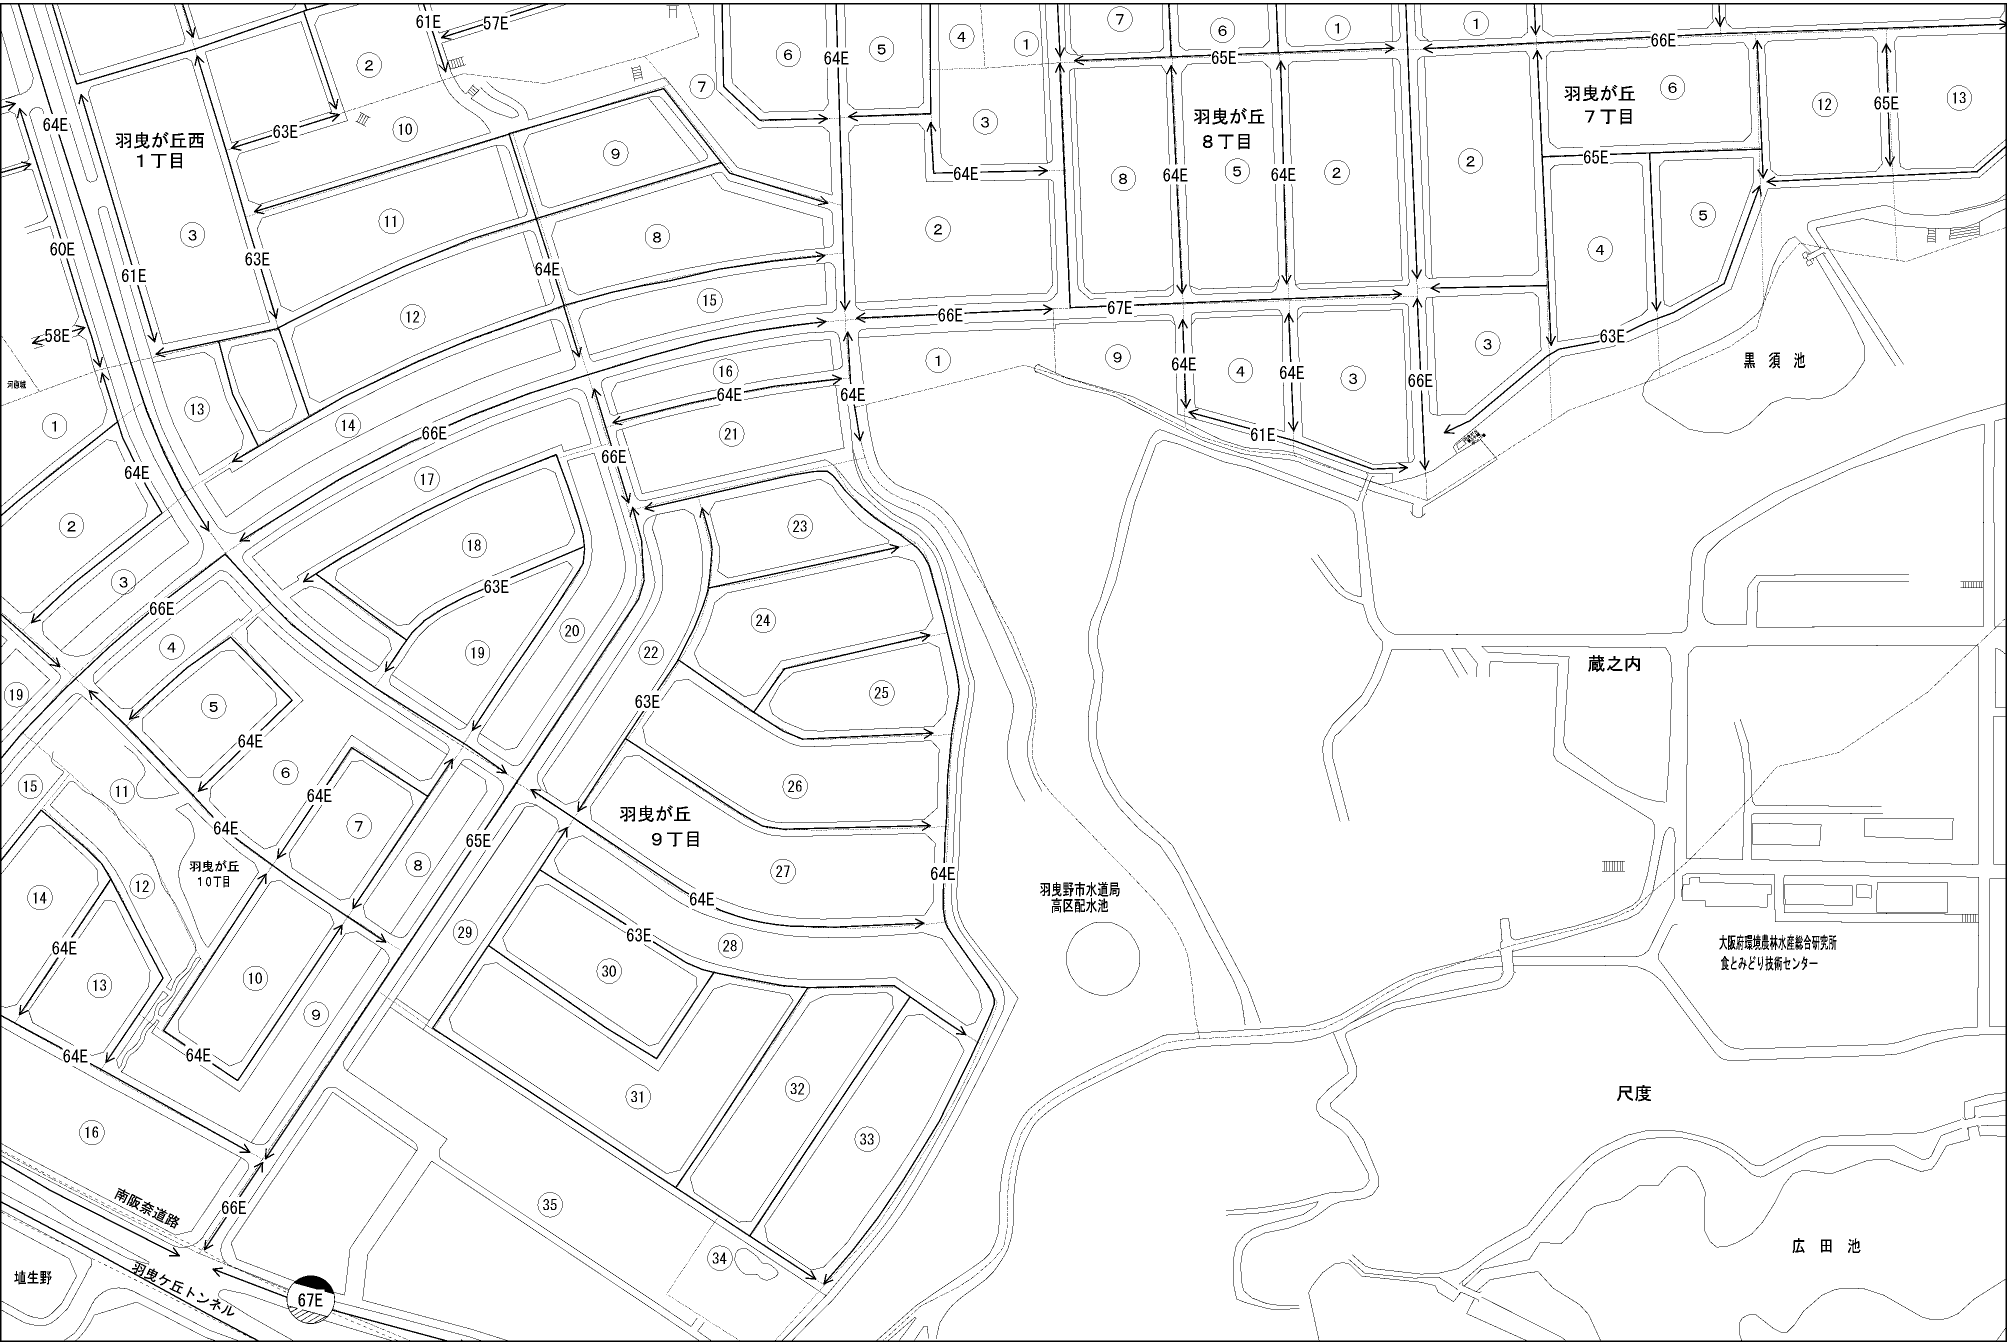 61E
57E
⑦
⑥
①
①
66E
②
⑥
64E
⑤
④
①
65E
64E
羽曳が丘西
1丁目
63E
⑩
⑨
⑦
③
羽曳が丘
8丁目
⑤
羽曳が丘
7丁目
⑥
⑫
65E
⑬
65E
64E
⑧
64E
64E
②
②
③
⑪
⑧
②
④
⑤
60E
61E
63E
64E
⑮
⑫
66E
67E
63E
58E
河原城
⑯
①
⑨
④
③
③
黒須池
64E
64E
64E
64E
66E
①
⑬
⑭
66E
㉑
61E
64E
⑰
66E
②
⑱
㉓
③
63E
66E
④
⑳
㉔
⑲
㉒
蔵之内
⑲
⑤
63E
㉕
64E
⑥
⑮
⑪
64E
㉖
羽曳が丘
9丁目
64E
⑦
65E
羽曳が丘
10丁目
⑧
㉗
64E
羽曳野市水道局
高区配水池
⑭
⑫
64E
㉙
63E
㉘
64E
大阪府環境農林水産総合研究所
食とみどり技術センター
⑬
⑩
㉚
⑨
64E
64E
㉛
㉜
尺度
⑯
㉝
南阪奈道路
66E
㉟
㉞
広田池
埴生野
羽曳ケ丘トンネル
67E